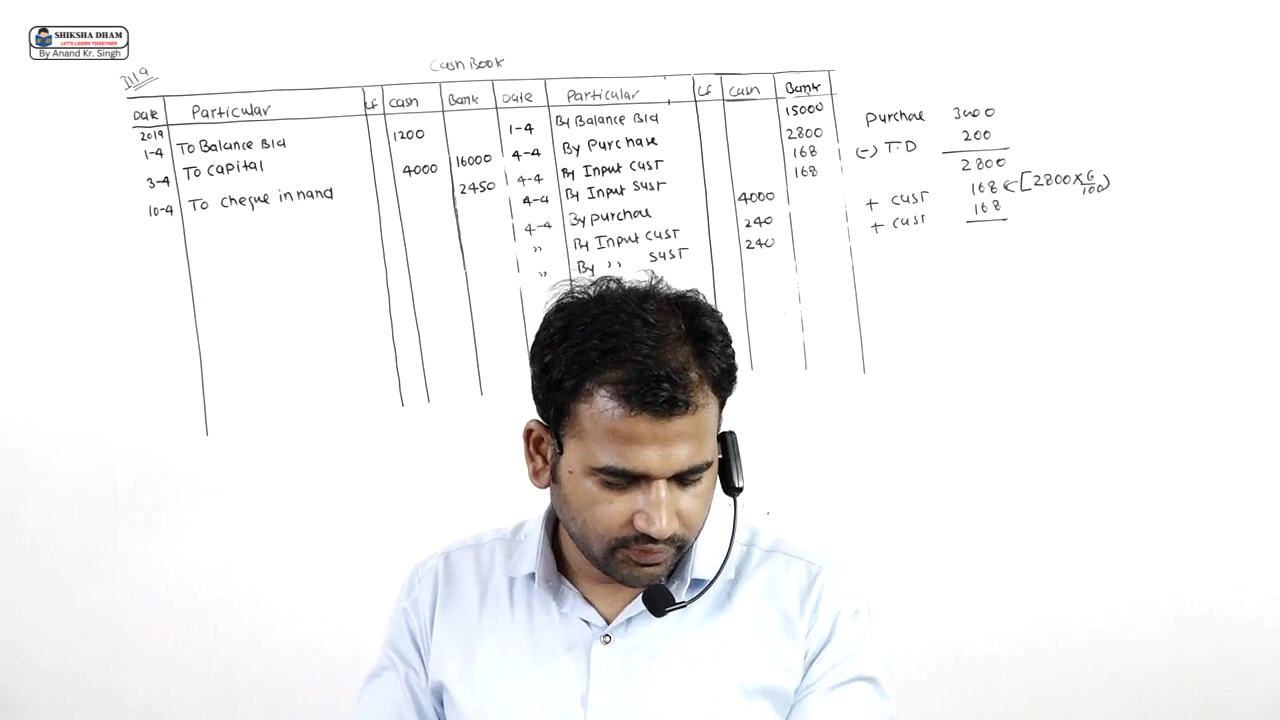 SHIKSHA DHAM
LET'S LEARN TOGETHER
By Anand Kr. Singh
Cash Book
Date Particular LF Cash Bank Date Particular LF Cash Bank
2019
1-4 To Balance B/d 1200 1-4 By Balance B/d 15000
3-4 To Capital 4000 16000 4-4 By Purchase 2800
10-4 To Cheque in hand 2450 4-4 By Input CGST 168
4-4 By Input SGST 168
4-4 By Purchase 4000
" By Input CGST 240
" By " SGST 240
Purchase 3000
(-) T.D 200
2800
+ CGST 168 ← [2800×6/100)
+ CGST 168